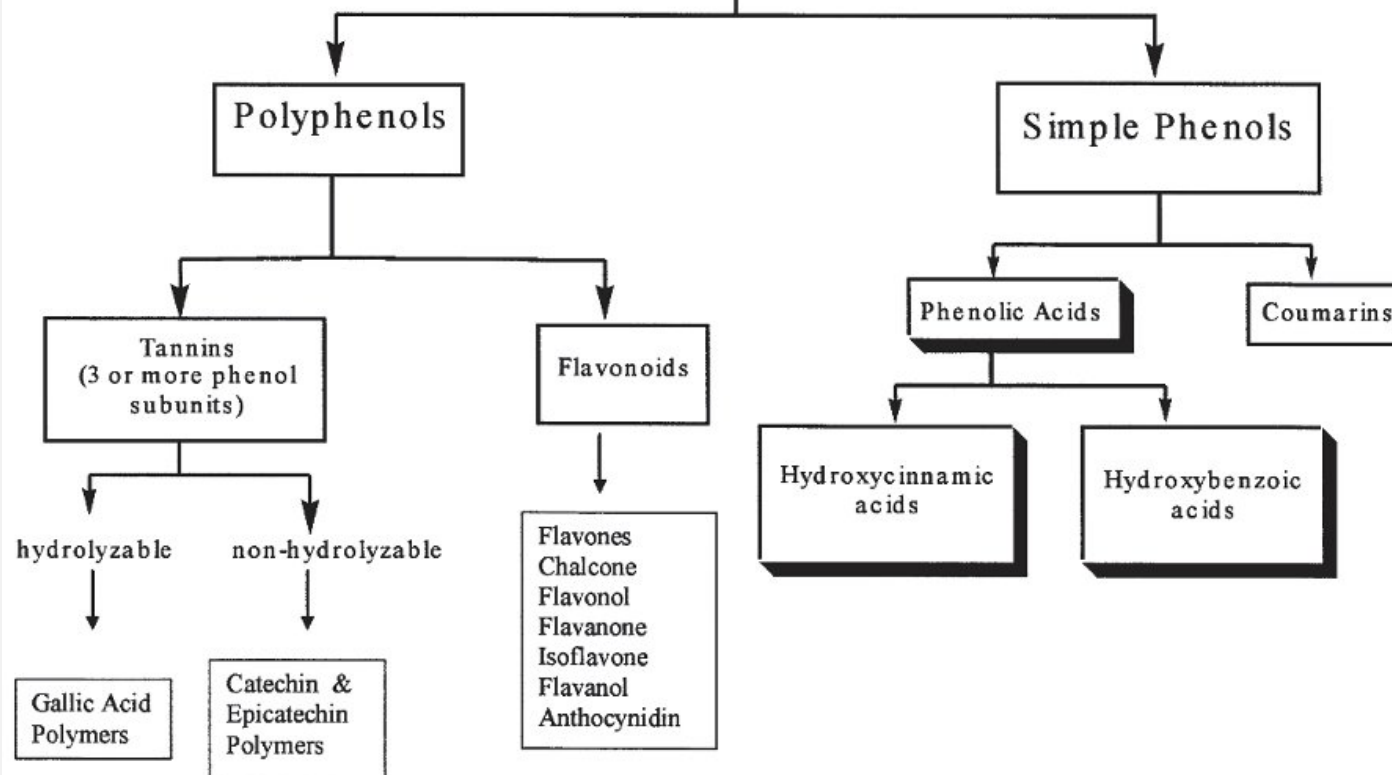 Polyphenols
Simple Phenols
Tannins
(3 or more phenol
subunits)
Flavonoids
Phenolic Acids
Coumarins
hydrolyzable
non-hydrolyzable
Hydroxycinnamic
acids
Hydroxybenzoic
acids
Gallic Acid
Polymers
Catechin &
Epicatechin
Polymers
Flavones
Chalcone
Flavonol
Flavanone
Isoflavone
Flavanol
Anthocynidin